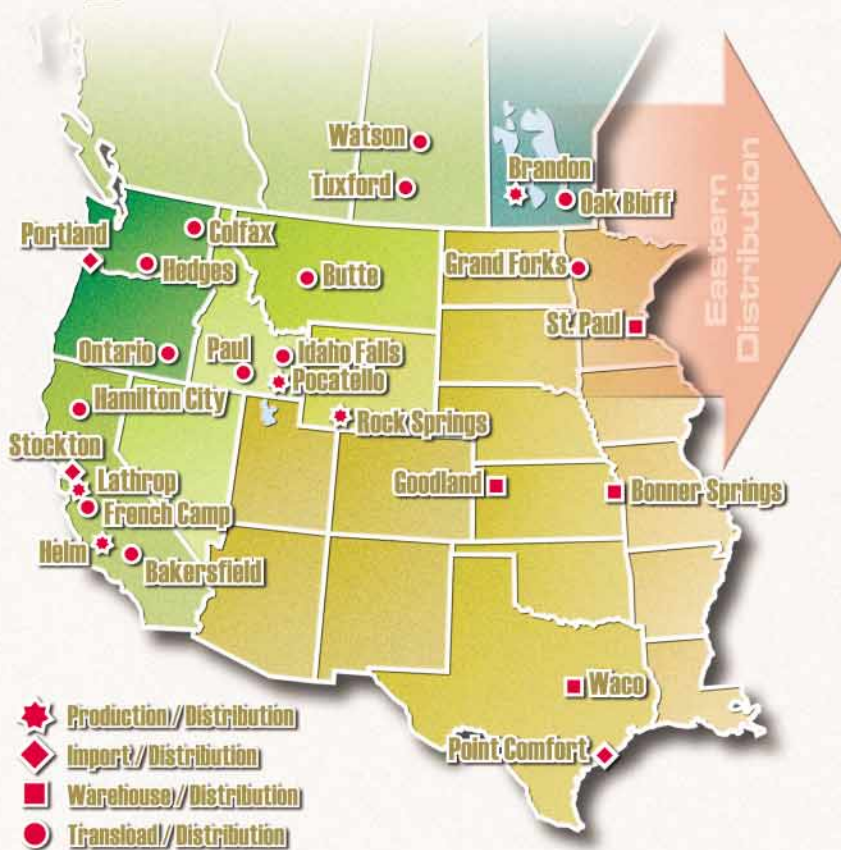 Watson
Tuxford
Brandon
Oak Bluff
Eastern
Distribution
Portland
Colfax
Hedges
Butte
Grand Forks
St. Paul
Ontario
Paul
Idaho Falls
Pocatello
Hamilton City
Rock Springs
Stockton
Lathrop
French Camp
Goodland
Bonner Springs
Helm
Bakersfield
Waco
Point Comfort
Production/Distribution
Import/Distribution
Warehouse/Distribution
Transload/Distribution